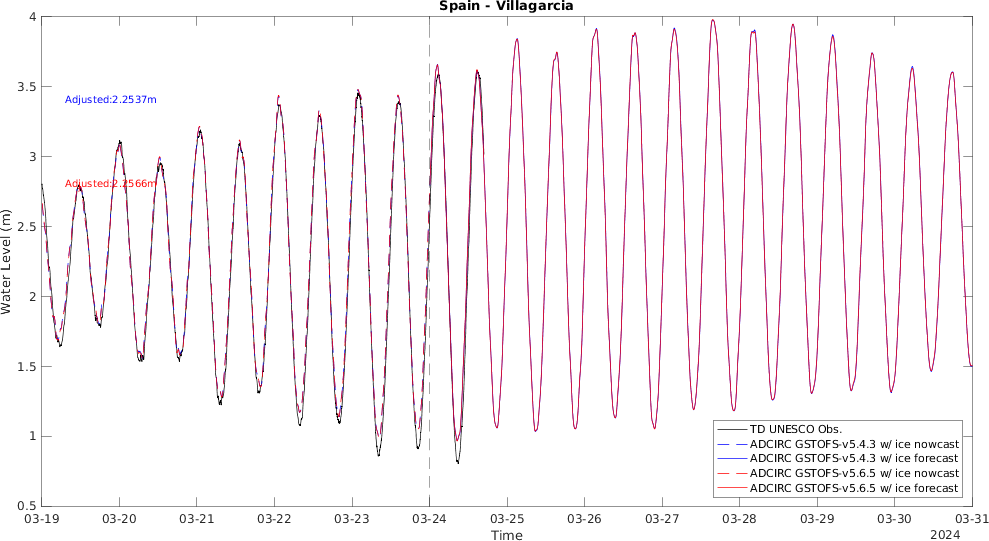 Spain - Villagarcia
4
3.5
3
2.5
2
1.5
1
0.5
Water Level (m)
Adjusted:2.2537m
Adjusted:2.2566m
TD UNESCO Obs.
ADCIRC GSTOFS-v5.4.3 w/ ice nowcast
ADCIRC GSTOFS-v5.4.3 w/ ice forecast
ADCIRC GSTOFS-v5.6.5 w/ ice nowcast
ADCIRC GSTOFS-v5.6.5 w/ ice forecast
03-19 03-20 03-21 03-22 03-23 03-24 03-25 03-26 03-27 03-28 03-29 03-30 03-31
Time
2024